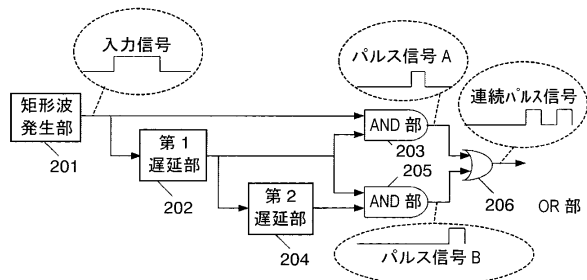 入力信号
パルス信号 A
連続パルス信号
矩形波
発生部
201
第 1
遅延部
202
AND 部
203
205
AND 部
第 2
遅延部
204
206
OR 部
パルス信号 B